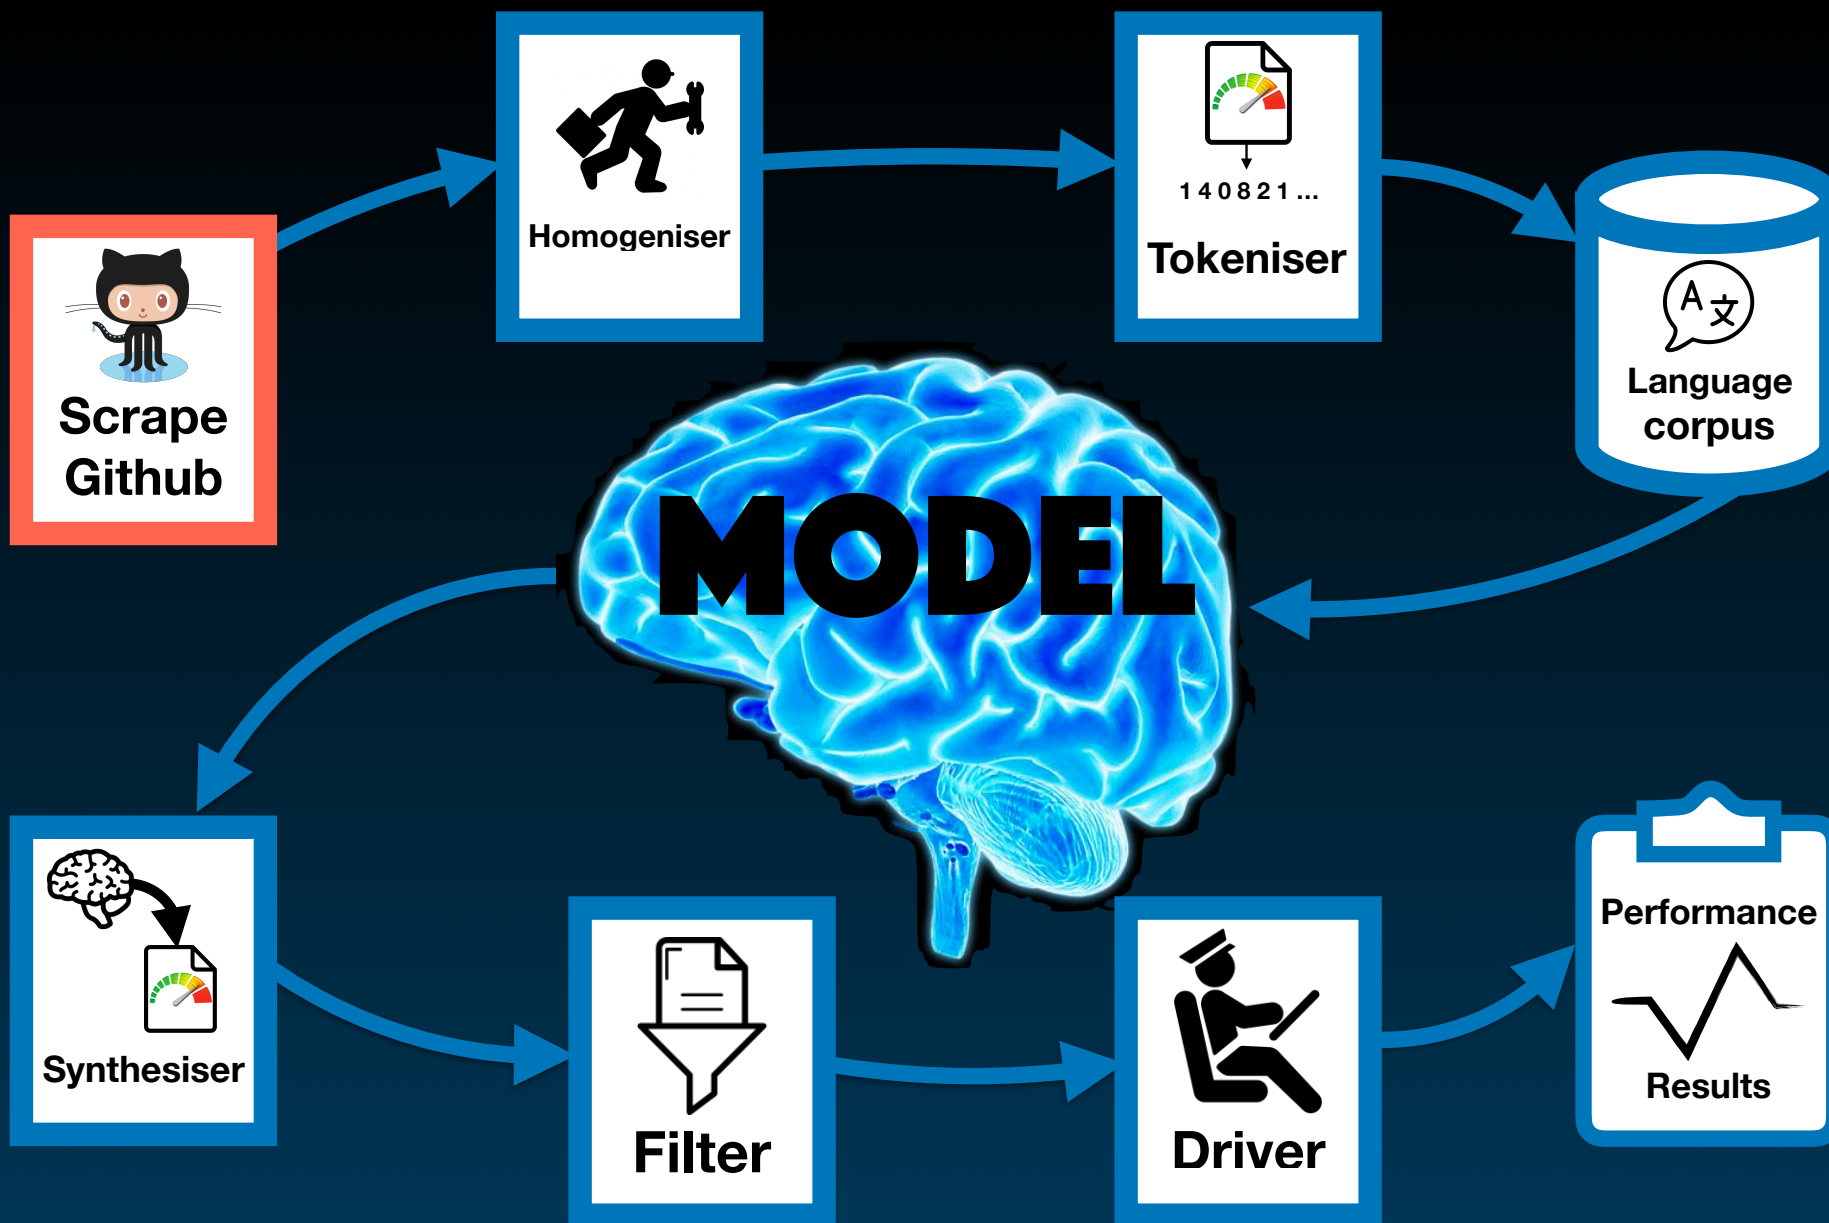 Scrape
Github
Homogeniser
1 4 0 8 2 1 ...
Tokeniser
A 文
Language
corpus
MODEL
Synthesiser
Filter
Driver
Performance
Results